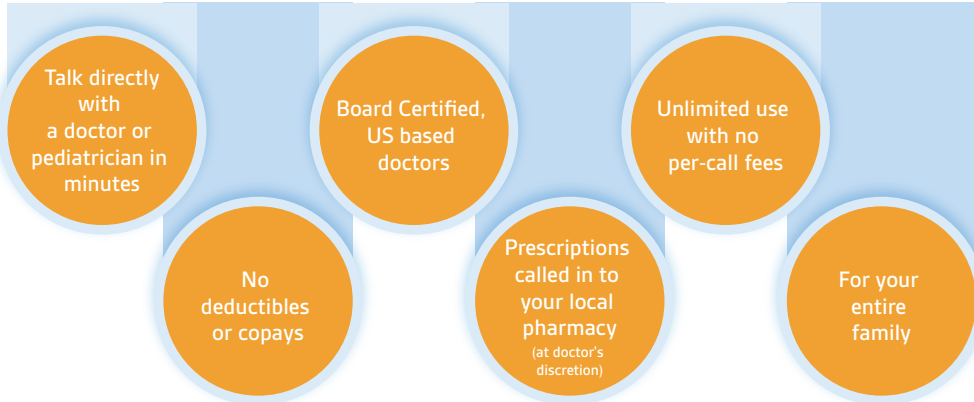 Talk directly
with
a doctor or
pediatrician in
minutes
No
deductibles
or copays
Board Certified,
US based
doctors
Prescriptions
called in to
your local
pharmacy
(at doctor's
discretion)
Unlimited use
with no
per-call fees
For your
entire
family